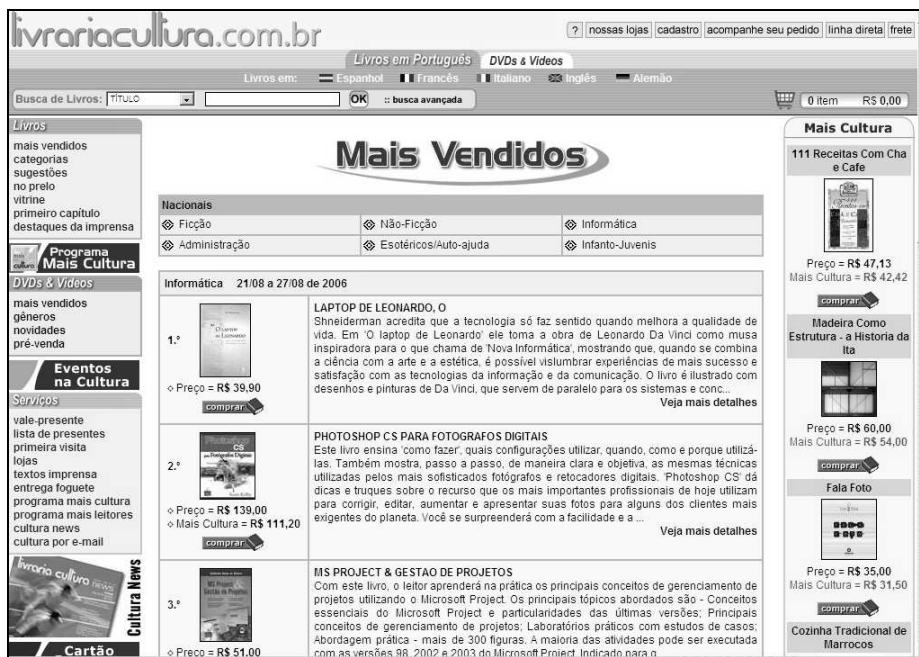 livrariacultura.com.br
? nossas lojas cadastro acompanhe seu pedido linha direta frete
Livros em Português DVDs & Videos
Livros em: Espanhol Francês Italiano Inglês Alemão
Busca de Livros: TÍTULO OK :: busca avançada
0 item R$ 0,00
Livros
mais vendidos
categorias
sugestões
no prelo
vitrine
primeiro capítulo
destaques da imprensa
Programa
Mais Cultura
DVDs & Videos
mais vendidos
gêneros
novidades
pré-venda
Eventos
na Cultura
Serviços
vale-presente
lista de presentes
primeira visita
lojas
textos imprensa
entrega foguete
programa mais cultura
programa mais leitores
cultura news
cultura por e-mail
livraria cultura news
Cultura News
Cartão
Mais Vendidos
Nacionais
Ficção Não-Ficção Informática
Administração Esotéricos/Auto-ajuda Infanto-Juvenis
Informática 21/08 a 27/08 de 2006
1.º
Preço = R$ 39,90
comprar
LAPTOP DE LEONARDO, O
Shneiderman acredita que a tecnologia só faz sentido quando melhora a qualidade de
vida. Em 'O laptop de Leonardo' ele toma a obra de Leonardo Da Vinci como musa
inspiradora para o que chama de 'Nova Informática', mostrando que, quando se combina
a ciência com a arte e a estética, é possível vislumbrar experiências de mais sucesso e
satisfação com as tecnologias da informação e da comunicação. O livro é ilustrado com
desenhos e pinturas de Da Vinci, que servem de paralelo para os sistemas e conc...
Veja mais detalhes
2.º
Photoshop
CS
Preço = R$ 139,00
Mais Cultura = R$ 111,20
comprar
PHOTOSHOP CS PARA FOTOGRAFOS DIGITAIS
Este livro ensina 'como fazer', quais configurações utilizar, quando, como e porque utilizá-
las. Também mostra, passo a passo, de maneira clara e objetiva, as mesmas técnicas
utilizadas pelos mais sofisticados fotógrafos e retocadores digitais. 'Photoshop CS' dá
dicas e truques sobre o recurso que os mais importantes profissionais de hoje utilizam
para corrigir, editar, aumentar e apresentar suas fotos para alguns dos clientes mais
exigentes do planeta. Você se surpreenderá com a facilidade e a ...
Veja mais detalhes
3.º
MS Project &
Gestão de Projetos
Preço = R$ 51,00
MS PROJECT & GESTAO DE PROJETOS
Com este livro, o leitor aprenderá na prática os principais conceitos de gerenciamento de
projetos utilizando o Microsoft Project. Os principais tópicos abordados são - Conceitos
essenciais do Microsoft Project e particularidades das últimas versões; Principais
conceitos de gerenciamento de projetos; Laboratórios práticos com estudos de casos;
Abordagem prática - mais de 300 figuras. A maioria das atividades pode ser executada
com as versões 98, 2002 e 2003 do Microsoft Project. Indicado para g...
Mais Cultura
111 Receitas Com Cha
e Cafe
Preço = R$ 47,13
Mais Cultura = R$ 42,42
comprar
Madeira Como
Estrutura - a Historia da
Ita
Preço = R$ 60,00
Mais Cultura = R$ 54,00
comprar
Fala Foto
Preço = R$ 35,00
Mais Cultura = R$ 31,50
comprar
Cozinha Tradicional de
Marrocos